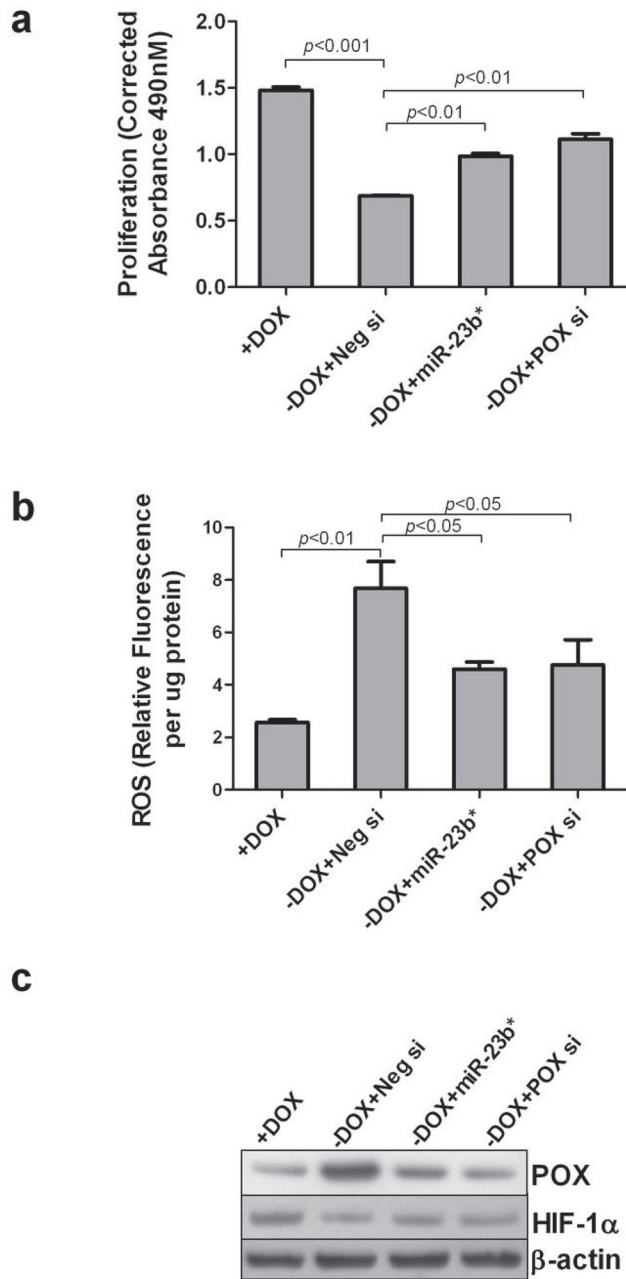 a
Proliferation (Corrected
Absorbance 490nM)
2.0
1.5
1.0
0.5
0.0
p<0.001
p<0.01
p<0.01
+DOX
-DOX+Neg si
-DOX+miR-23b*
-DOX+POX si
b
ROS (Relative Fluorescence
per ug protein)
10
8
6
4
2
0
p<0.05
p<0.01
p<0.05
+DOX
-DOX+Neg si
-DOX+miR-23b*
-DOX+POX si
c
+DOX
-DOX+Neg si
-DOX+miR-23b*
-DOX+POX si
POX
HIF-1α
β-actin